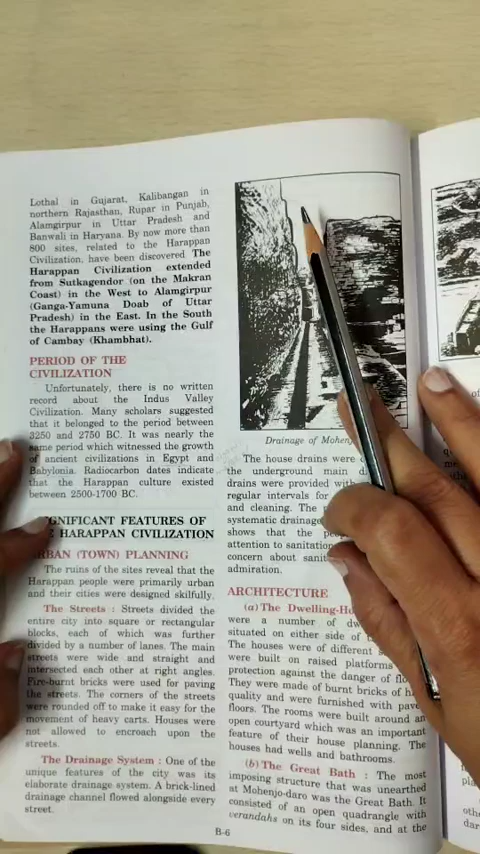 Lothal in Gujarat, Kalibangan in
northern Rajasthan, Rupar in Punjab,
Alamgirpur in Uttar Pradesh and
Banwali in Haryana. By now more than
800 sites, related to the Harappan
Civilization, have been discovered The
Harappan Civilization extended
from Sutkagendor (on the Makran
Coast) in the West to Alamgirpur
(Ganga-Yamuna Doab of Uttar
Pradesh) in the East. In the South
the Harappans were using the Gulf
of Cambay (Khambhat).
PERIOD OF THE
CIVILIZATION
Unfortunately, there is no written
record about the Indus Valley
Civilization. Many scholars suggested
that it belonged to the period between
3250 and 2750 BC. It was nearly the
same period which witnessed the growth
of ancient civilizations in Egypt and
Babylonia. Radiocarbon dates indicate
that the Harappan culture existed
between 2500-1700 BC.
IGNIFICANT FEATURES OF
E HARAPPAN CIVILIZATION
RBAN (TOWN) PLANNING
The ruins of the sites reveal that the
Harappan people were primarily urban
and their cities were designed skilfully.
The Streets : Streets divided the
entire city into square or rectangular
blocks, each of which was further
divided by a number of lanes. The main
streets were wide and straight and
intersected each other at right angles.
Fire-burnt bricks were used for paving
the streets. The corners of the streets
were rounded off to make it easy for the
movement of heavy carts. Houses were
not allowed to encroach upon the
streets.
The Drainage System : One of the
unique features of the city was its
elaborate drainage system. A brick-lined
drainage channel flowed alongside every
street.
Drainage of Mohenj
The house drains were
the underground main d
drains were provided with
regular intervals for
and cleaning. The
systematic drainage
shows that the peop
attention to sanitation
concern about sanit
admiration.
ARCHITECTURE
(a) The Dwelling-Ho
were a number of dw
situated on either side of
The houses were of different s
were built on raised platforms
protection against the danger of flo
They were made of burnt bricks of h
quality and were furnished with pave
floors. The rooms were built around an
open courtyard which was an important
feature of their house planning. The
houses had wells and bathrooms.
(b) The Great Bath : The most
imposing structure that was unearthed
at Mohenjo-daro was the Great Bath. It
consisted of an open quadrangle with
verandahs on its four sides, and at the
B-6